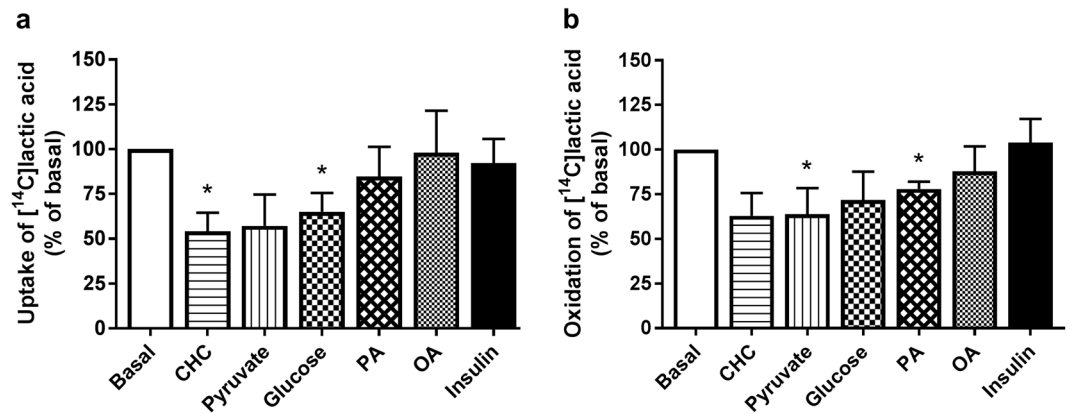 a
Uptake of [¹⁴C]lactic acid
(% of basal)
150
125
100
75
50
25
0
*
*
Basal
CHC
Pyruvate
Glucose
PA
OA
Insulin
b
Oxidation of [¹⁴C]lactic acid
(% of basal)
150
125
100
75
50
25
0
*
*
Basal
CHC
Pyruvate
Glucose
PA
OA
Insulin